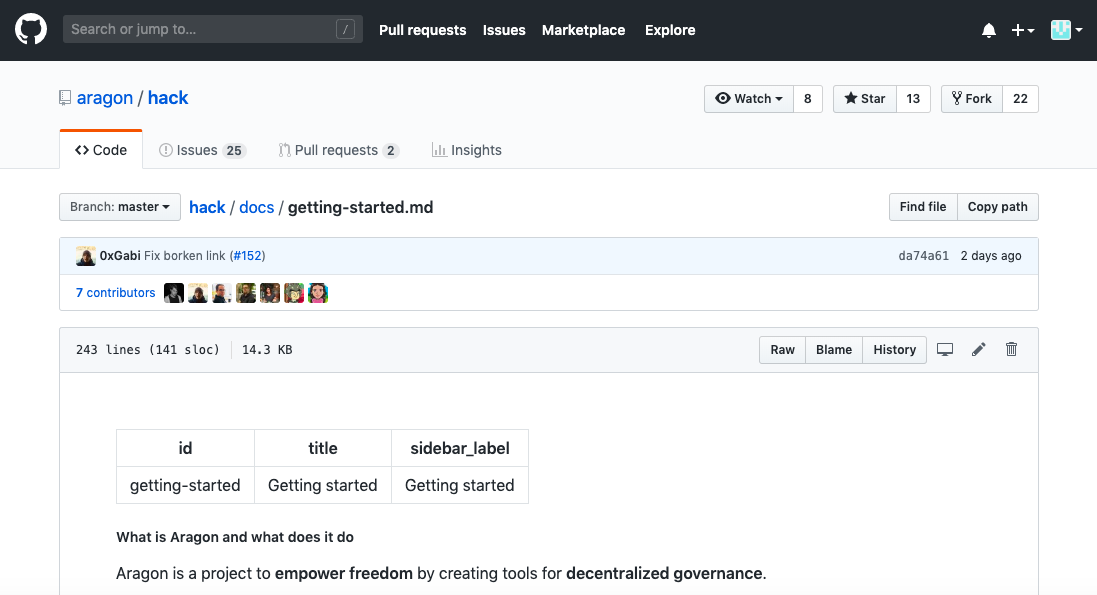 Search or jump to... / Pull requests Issues Marketplace Explore
aragon / hack Watch 8 Star 13 Fork 22
Code Issues 25 Pull requests 2 Insights
Branch: master hack / docs / getting-started.md Find file Copy path
0xGabi Fix borken link (#152) da74a61 2 days ago
7 contributors
243 lines (141 sloc) 14.3 KB Raw Blame History
id title sidebar_label
getting-started Getting started Getting started
What is Aragon and what does it do
Aragon is a project to empower freedom by creating tools for decentralized governance.